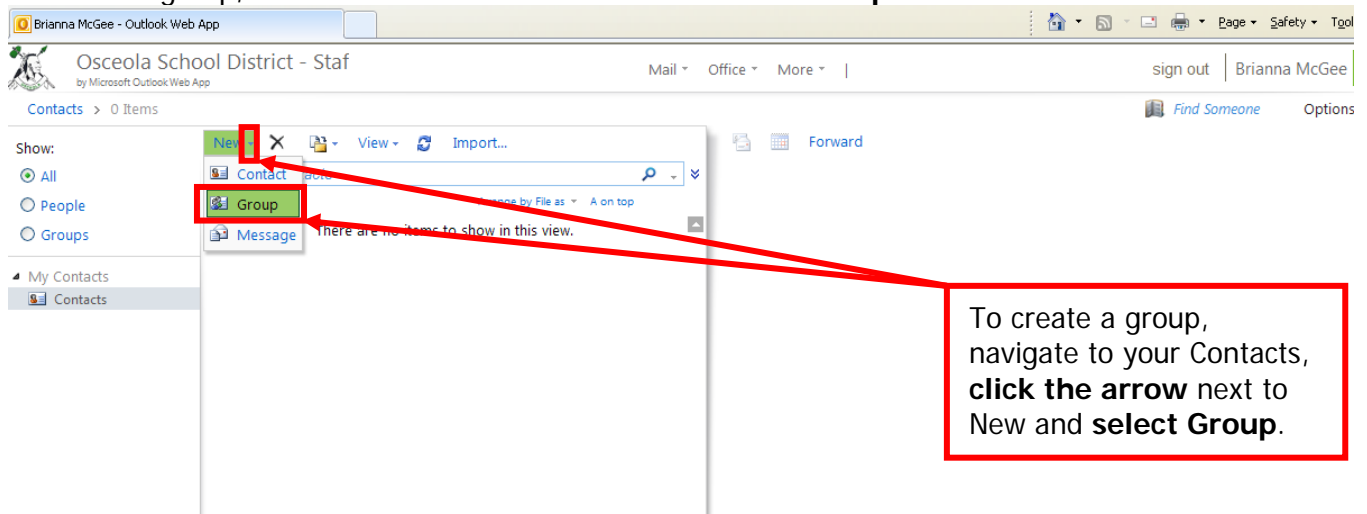 Brianna McGee - Outlook Web App
Page Safety Tool
Osceola School District - Staf
by Microsoft Outlook Web App
Mail Office More |
sign out | Brianna McGee
Contacts > 0 Items
Find Someone Options
Show:
New View Import...
Forward
All
Contact
People
Group
by File as A on top
Groups
Message
There are no items to show in this view.
My Contacts
Contacts
To create a group,
navigate to your Contacts,
click the arrow next to
New and select Group.